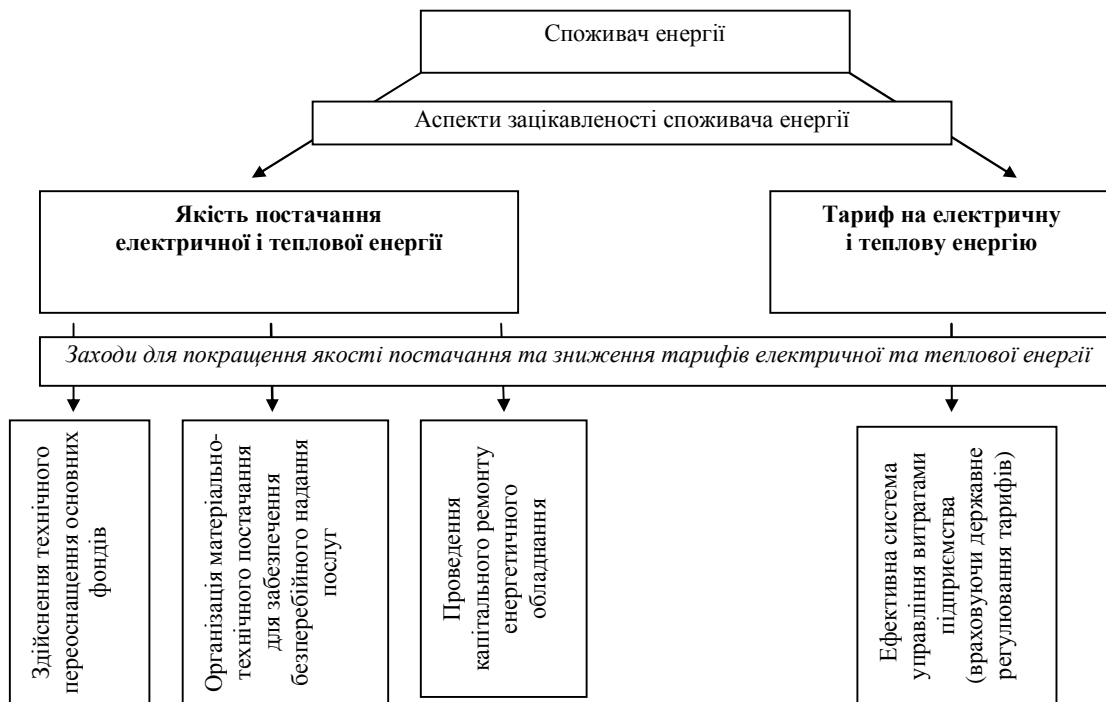 Споживач енергії
Аспекти зацікавленості споживача енергії
Якість постачання
електричної і теплової енергії
Тариф на електричну
і теплову енергію
Заходи для покращення якості постачання та зниження тарифів електричної та теплової енергії
Здійснення технічного
переоснащення основних
фондів
Організація матеріально-
технічного постачання
для забезпечення
безперебійного надання
послуг
Проведення
капітального ремонту
енергетичного
обладнання
Ефективна система
управління витратами
підприємства
(враховуючи державне
регулювання тарифів)